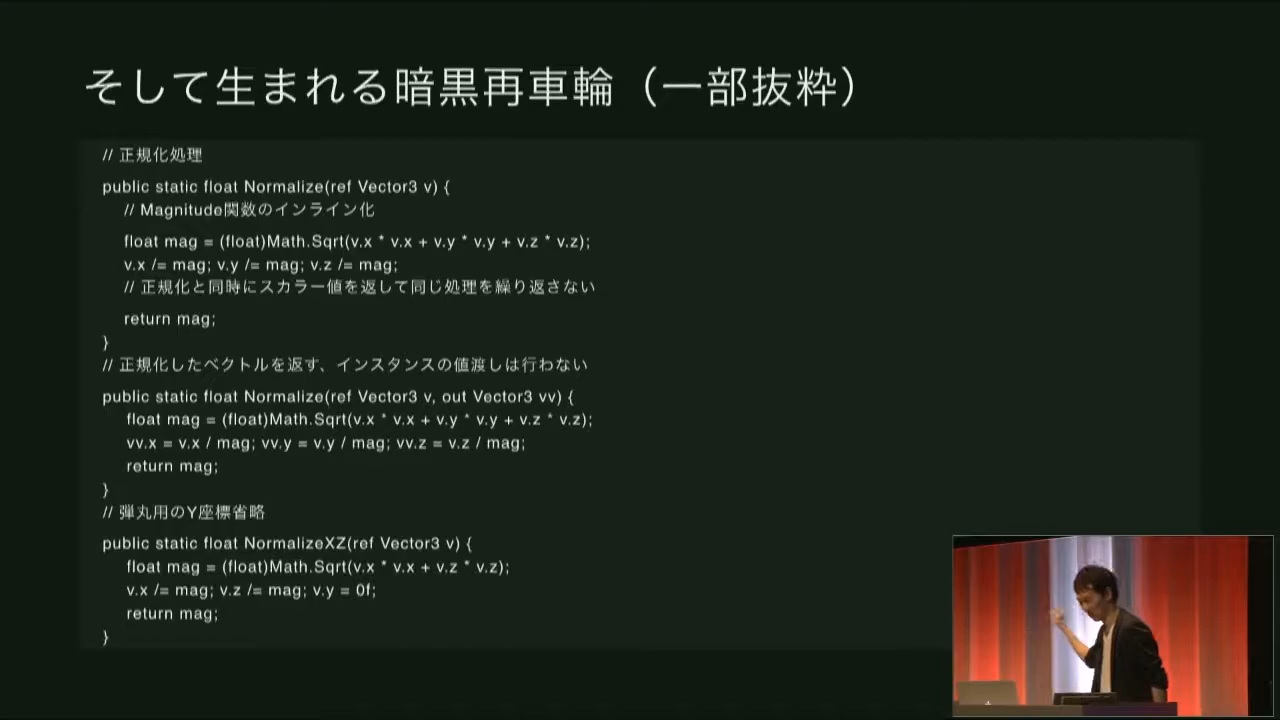 そして生まれる暗黒再車輪（一部抜粋）
// 正規化処理
public static float Normalize(ref Vector3 v) {
// Magnitude関数のインライン化
float mag = (float)Math.Sqrt(v.x * v.x + v.y * v.y + v.z * v.z);
v.x /= mag; v.y /= mag; v.z /= mag;
// 正規化と同時にスカラー値を返して同じ処理を繰り返さない
return mag;
}
// 正規化したベクトルを返す、インスタンスの値渡しは行わない
public static float Normalize(ref Vector3 v, out Vector3 vv) {
float mag = (float)Math.Sqrt(v.x * v.x + v.y * v.y + v.z * v.z);
vv.x = v.x / mag; vv.y = v.y / mag; vv.z = v.z / mag;
return mag;
}
// 弾丸用のY座標省略
public static float NormalizeXZ(ref Vector3 v) {
float mag = (float)Math.Sqrt(v.x * v.x + v.z * v.z);
v.x /= mag; v.z /= mag; v.y = 0f;
return mag;
}